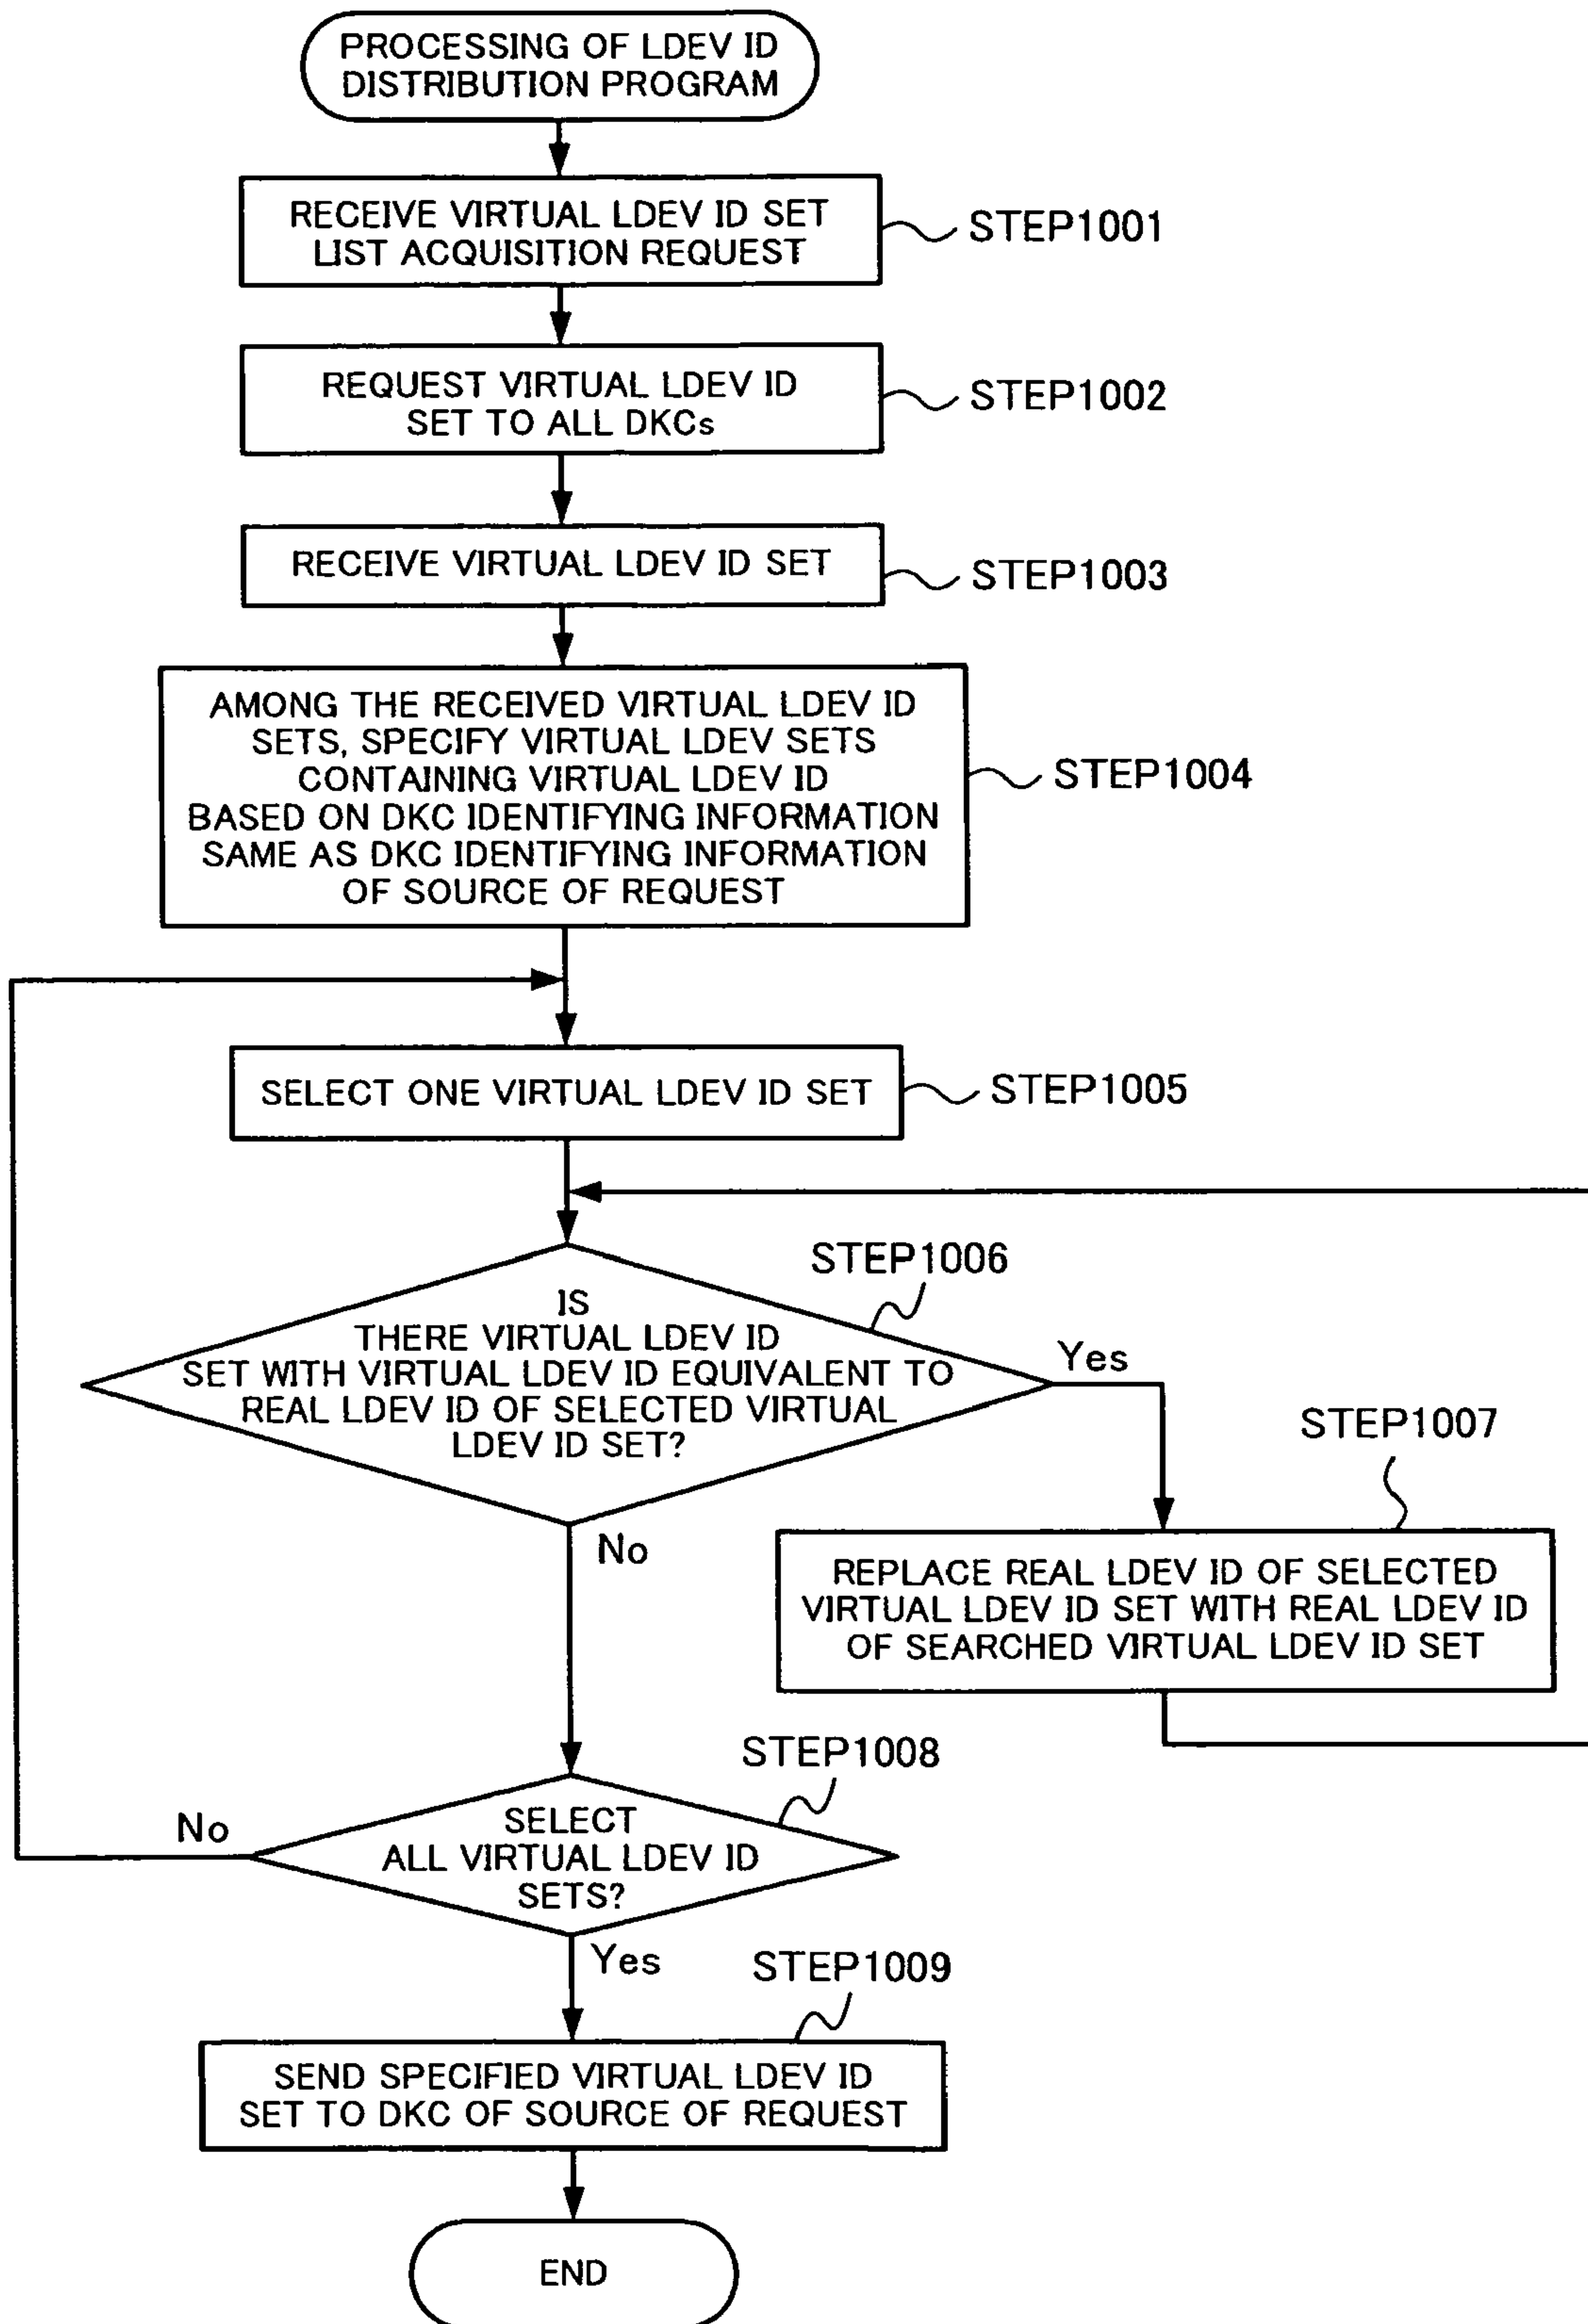 PROCESSING OF LDEV ID
DISTRIBUTION PROGRAM
RECEIVE VIRTUAL LDEV ID SET
LIST ACQUISITION REQUEST
STEP1001
REQUEST VIRTUAL LDEV ID
SET TO ALL DKCs
STEP1002
RECEIVE VIRTUAL LDEV ID SET
STEP1003
AMONG THE RECEIVED VIRTUAL LDEV ID
SETS, SPECIFY VIRTUAL LDEV SETS
CONTAINING VIRTUAL LDEV ID
BASED ON DKC IDENTIFYING INFORMATION
SAME AS DKC IDENTIFYING INFORMATION
OF SOURCE OF REQUEST
STEP1004
SELECT ONE VIRTUAL LDEV ID SET
STEP1005
STEP1006
IS
THERE VIRTUAL LDEV ID
SET WITH VIRTUAL LDEV ID EQUIVALENT TO
REAL LDEV ID OF SELECTED VIRTUAL
LDEV ID SET?
Yes
No
STEP1007
REPLACE REAL LDEV ID OF SELECTED
VIRTUAL LDEV ID SET WITH REAL LDEV ID
OF SEARCHED VIRTUAL LDEV ID SET
STEP1008
SELECT
ALL VIRTUAL LDEV ID
SETS?
No
Yes
STEP1009
SEND SPECIFIED VIRTUAL LDEV ID
SET TO DKC OF SOURCE OF REQUEST
END